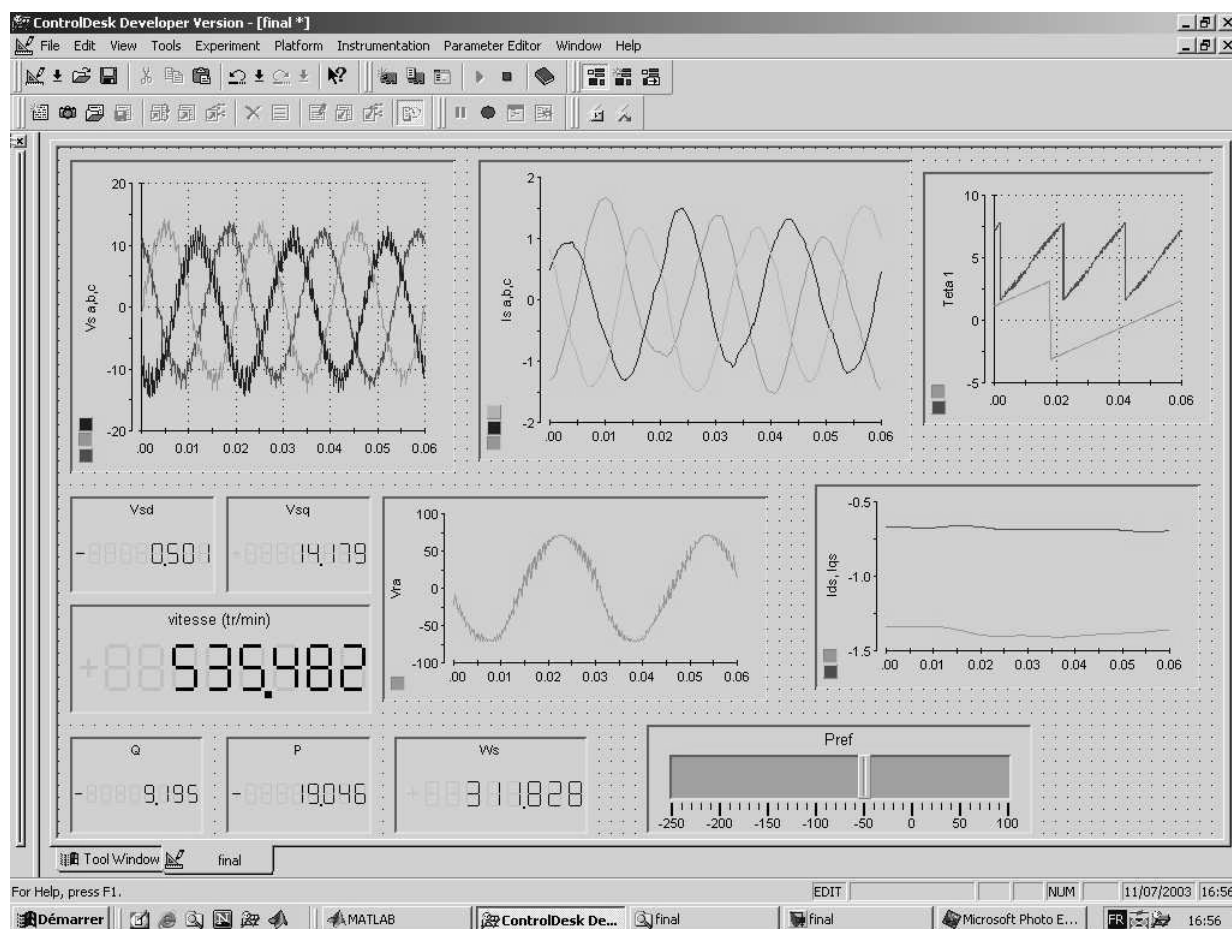 ControlDesk Developer Version - [final *]
File Edit View Tools Experiment Platform Instrumentation Parameter Editor Window Help
Vs a,b,c
20
10
0
-10
-20
.00 0.01 0.02 0.03 0.04 0.05 0.06
Is a,b,c
2
1
0
-1
-2
.00 0.01 0.02 0.03 0.04 0.05 0.06
Teta 1
10
5
0
-5
.00 0.02 0.04 0.06
Vsd
-0.501
Vsq
14.179
vitesse (tr/min)
+535.482
Vra
100
50
0
-50
-100
.00 0.01 0.02 0.03 0.04 0.05 0.06
Ids, Iqs
-0.5
-1.0
-1.5
.00 0.01 0.02 0.03 0.04 0.05 0.06
Q
-9.195
P
-19.046
Ws
+311.828
Pref
-250 -200 -150 -100 -50 0 50 100
Tool Window final
For Help, press F1.
EDIT NUM 11/07/2003 16:56
Démarrer MATLAB ControlDesk De... final final Microsoft Photo E... FR 16:56